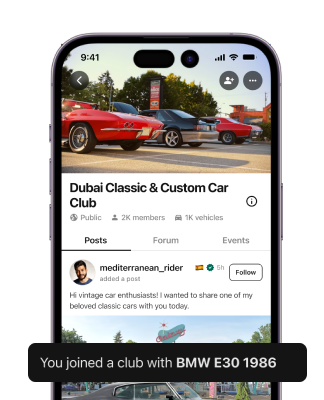 9:41
Dubai Classic & Custom Car
Club
Public 2K members 1K vehicles
Posts Forum Events
mediterranean_rider 5h Follow
added a post
Hi vintage car enthusiasts! I wanted to share one of my
beloved classic cars with you today.
You joined a club with BMW E30 1986